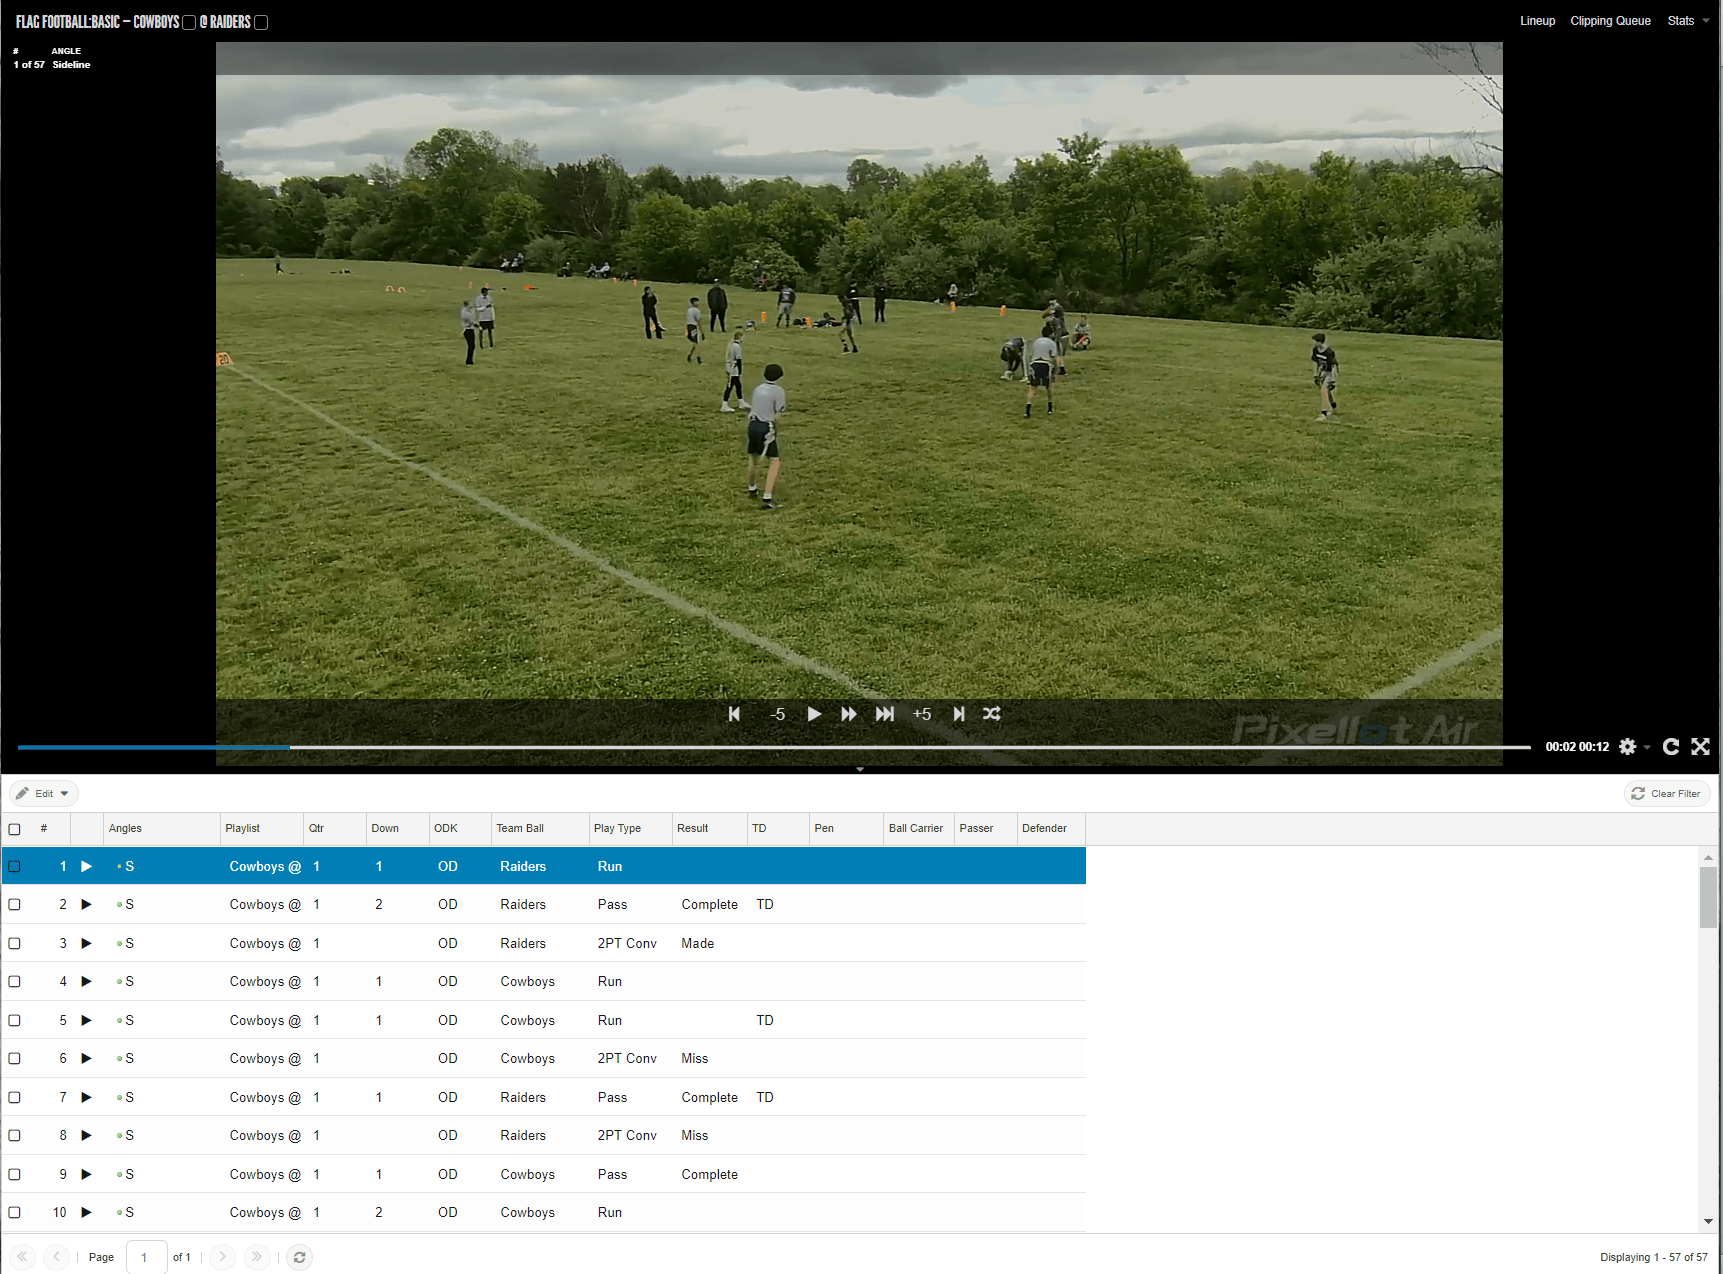 FLAG FOOTBALL:BASIC – COWBOYS @ RAIDERS
Lineup Clipping Queue Stats
# ANGLE
1 of 57 Sideline
20
-5 +5
Pixellot Air
00:02 00:12
Edit Clear Filter
# Angles Playlist Qtr Down ODK Team Ball Play Type Result TD Pen Ball Carrier Passer Defender
1 S Cowboys @ 1 1 OD Raiders Run
2 S Cowboys @ 1 2 OD Raiders Pass Complete TD
3 S Cowboys @ 1 OD Raiders 2PT Conv Made
4 S Cowboys @ 1 1 OD Cowboys Run
5 S Cowboys @ 1 1 OD Cowboys Run TD
6 S Cowboys @ 1 OD Cowboys 2PT Conv Miss
7 S Cowboys @ 1 1 OD Raiders Pass Complete TD
8 S Cowboys @ 1 OD Raiders 2PT Conv Miss
9 S Cowboys @ 1 1 OD Cowboys Pass Complete
10 S Cowboys @ 1 2 OD Cowboys Run
Page 1 of 1 Displaying 1 - 57 of 57